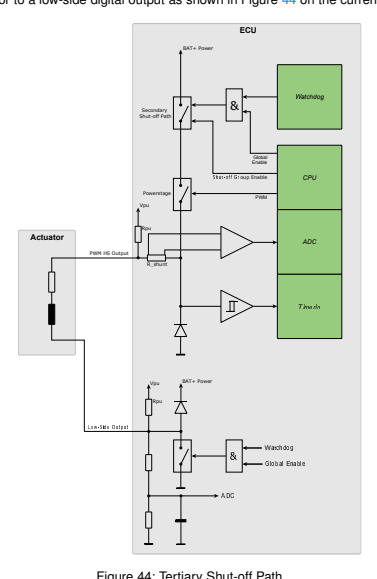 or to a low-side digital output as shown in Figure 44 on the current
ECU
BAT+ Power
Watchdog
Secondary
Shut-off Path
&
Global
Enable
Shut-off Group Enable
CPU
Powerstage
PWM
Vpu
Rpu
Actuator
PWM HS Output
R_shunt
ADC
Timer In
Vpu
BAT+ Power
Rpu
Low-Side Output
&
Watchdog
Global Enable
ADC
Figure 44: Tertiary Shut-off Path